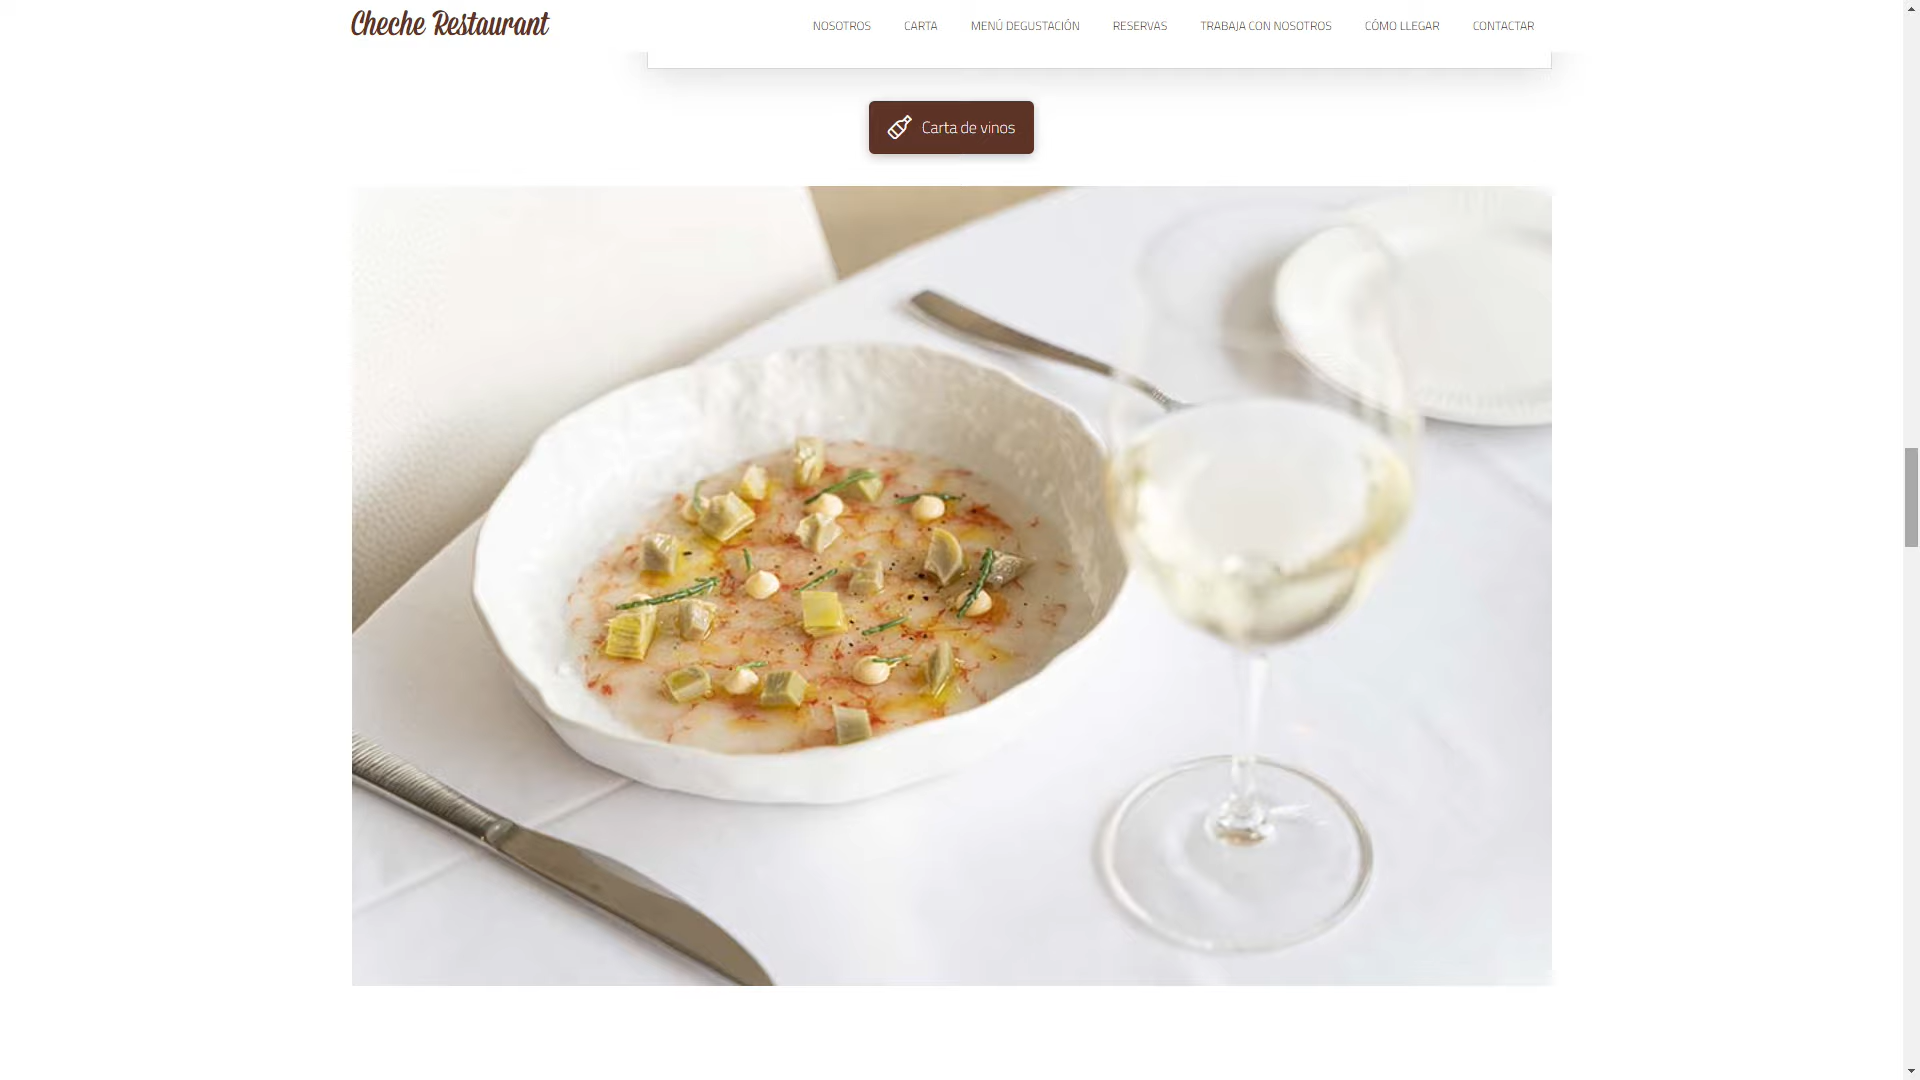 Cheche Restaurant
NOSOTROS CARTA MENÚ DEGUSTACIÓN RESERVAS TRABAJA CON NOSOTROS CÓMO LLEGAR CONTACTAR
Carta de vinos